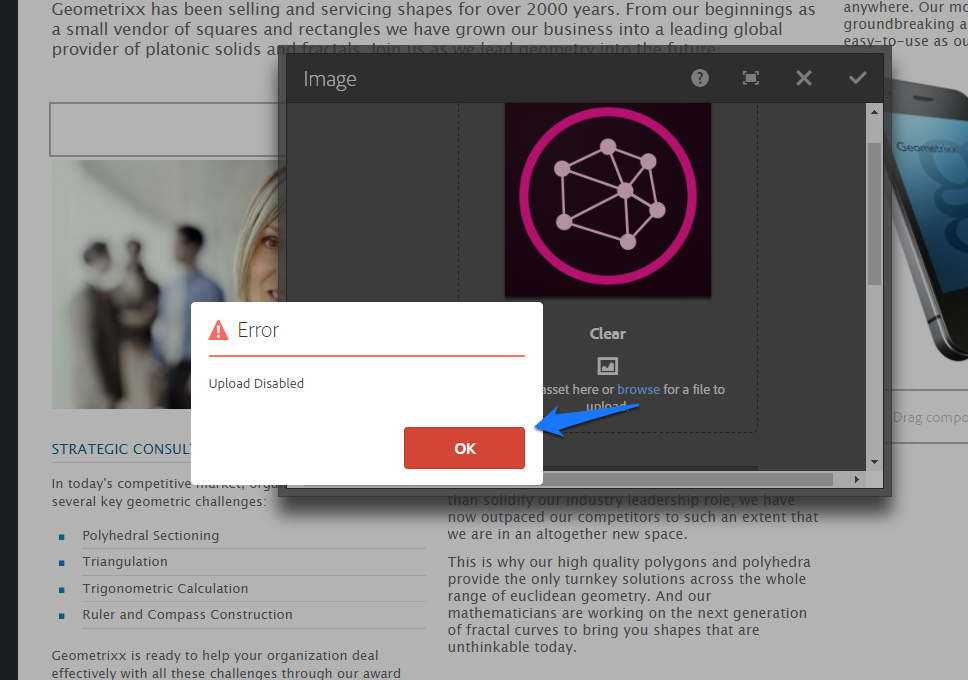 Geometrixx has been selling and servicing shapes for over 2000 years. From our beginnings as
a small vendor of squares and rectangles we have grown our business into a leading global
provider of platonic solids and fractals. Join us as we lead geometry into the future.
anywhere. Our
groundbreaking
easy-to-use as
Image
?
Geometrixx
Clear
asset here or browse for a file to
upload
Error
Upload Disabled
OK
Drag
STRATEGIC
In today's competitive market,
several key geometric challenges:
Polyhedral Sectioning
Triangulation
Trigonometric Calculation
Ruler and Compass Construction
Geometrixx is ready to help your organization deal
effectively with all these challenges through our award
than solidify our industry leadership role, we have
now outpaced our competitors to such an extent that
we are in an altogether new space.
This is why our high quality polygons and polyhedra
provide the only turnkey solutions across the whole
range of euclidean geometry. And our
mathematicians are working on the next generation
of fractal curves to bring you shapes that are
unthinkable today.